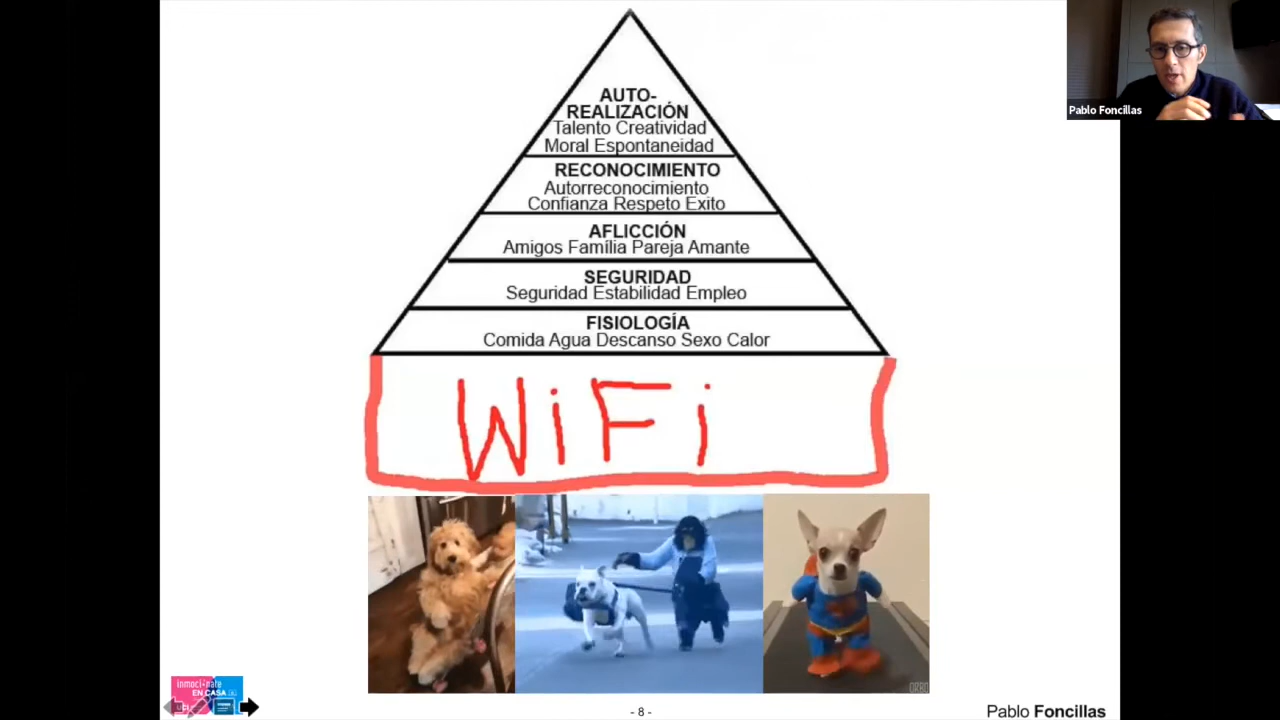 AUTO-
REALIZACIÓN
Talento Creatividad
Moral Espontaneidad
RECONOCIMIENTO
Autorreconocimiento
Confianza Respeto Exito
AFLICCIÓN
Amigos Família Pareja Amante
SEGURIDAD
Seguridad Estabilidad Empleo
FISIOLOGÍA
Comida Agua Descanso Sexo Calor
WiFi
Pablo Foncillas
EN CASA
- 8 -
Pablo Foncillas